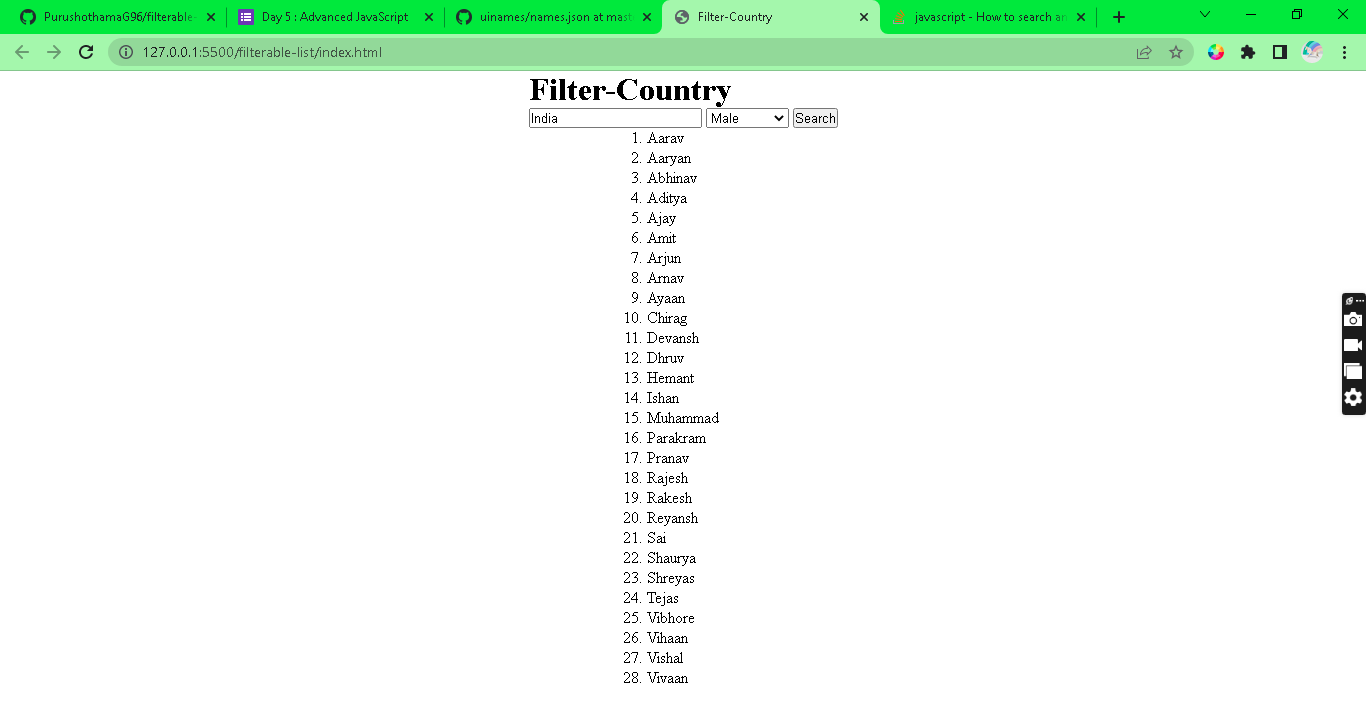 PurushothamaG96/filterable-
Day 5 : Advanced JavaScript
uinames/names.json at mast
Filter-Country
javascript - How to search an
127.0.0.1:5500/filterable-list/index.html
Filter-Country
India Male Search
1. Aarav
2. Aaryan
3. Abhinav
4. Aditya
5. Ajay
6. Amit
7. Arjun
8. Arnav
9. Ayaan
10. Chirag
11. Devansh
12. Dhruv
13. Hemant
14. Ishan
15. Muhammad
16. Parakram
17. Pranav
18. Rajesh
19. Rakesh
20. Reyansh
21. Sai
22. Shaurya
23. Shreyas
24. Tejas
25. Vibhore
26. Vihaan
27. Vishal
28. Vivaan